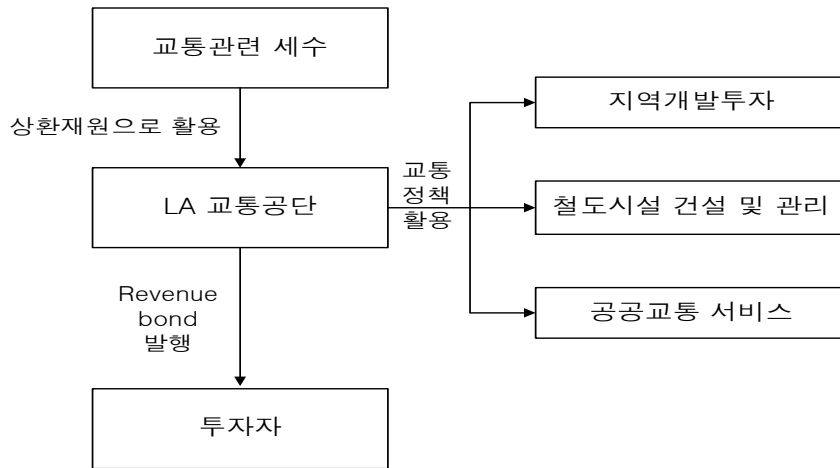 교통관련 세수
상환재원으로 활용
LA 교통공단
교통
정책
활용
지역개발투자
철도시설 건설 및 관리
공공교통 서비스
Revenue
bond
발행
투자자